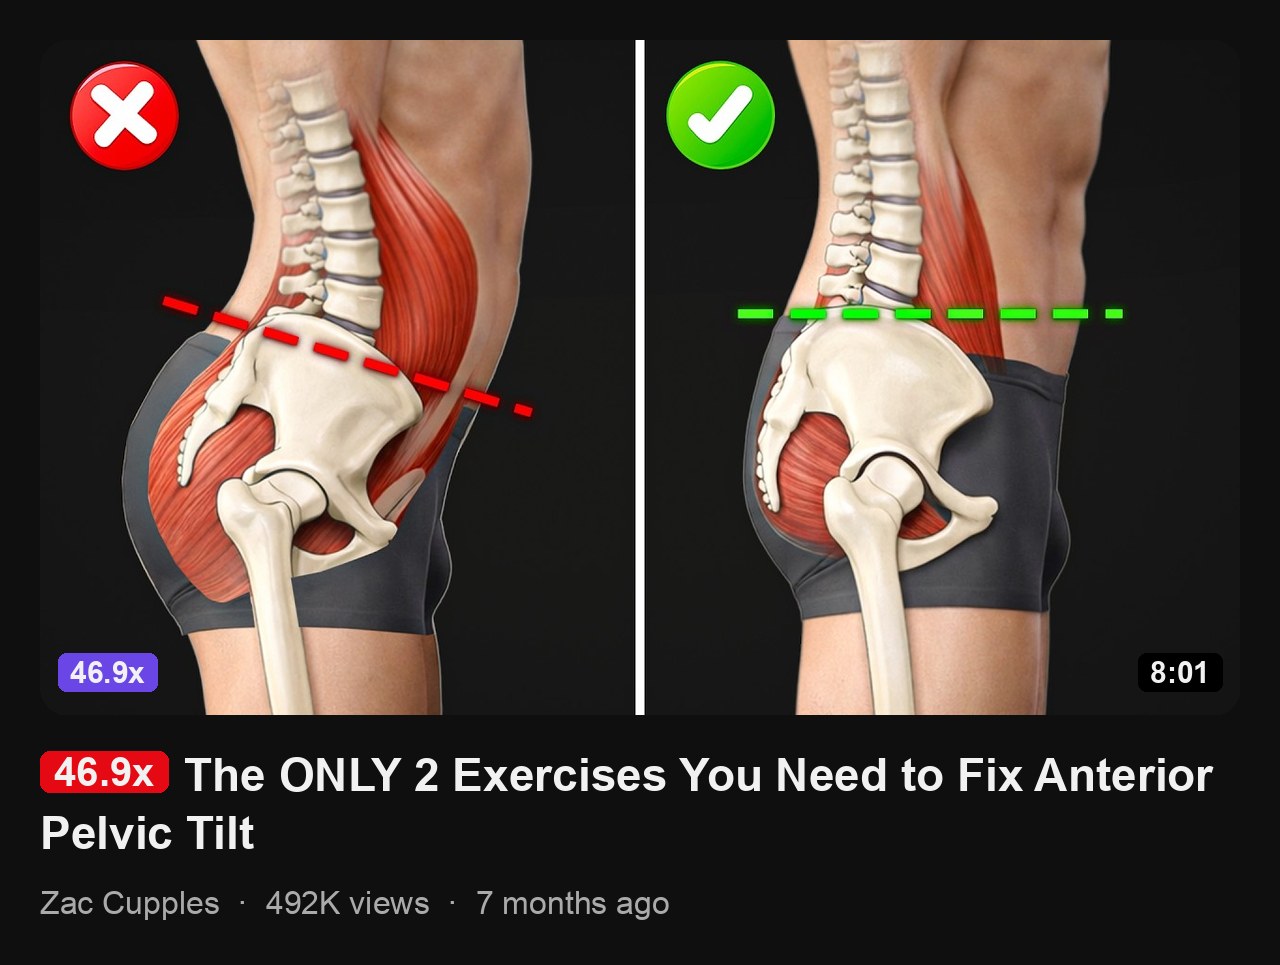 46.9x
8:01
46.9x The ONLY 2 Exercises You Need to Fix Anterior
Pelvic Tilt
Zac Cupples · 492K views · 7 months ago